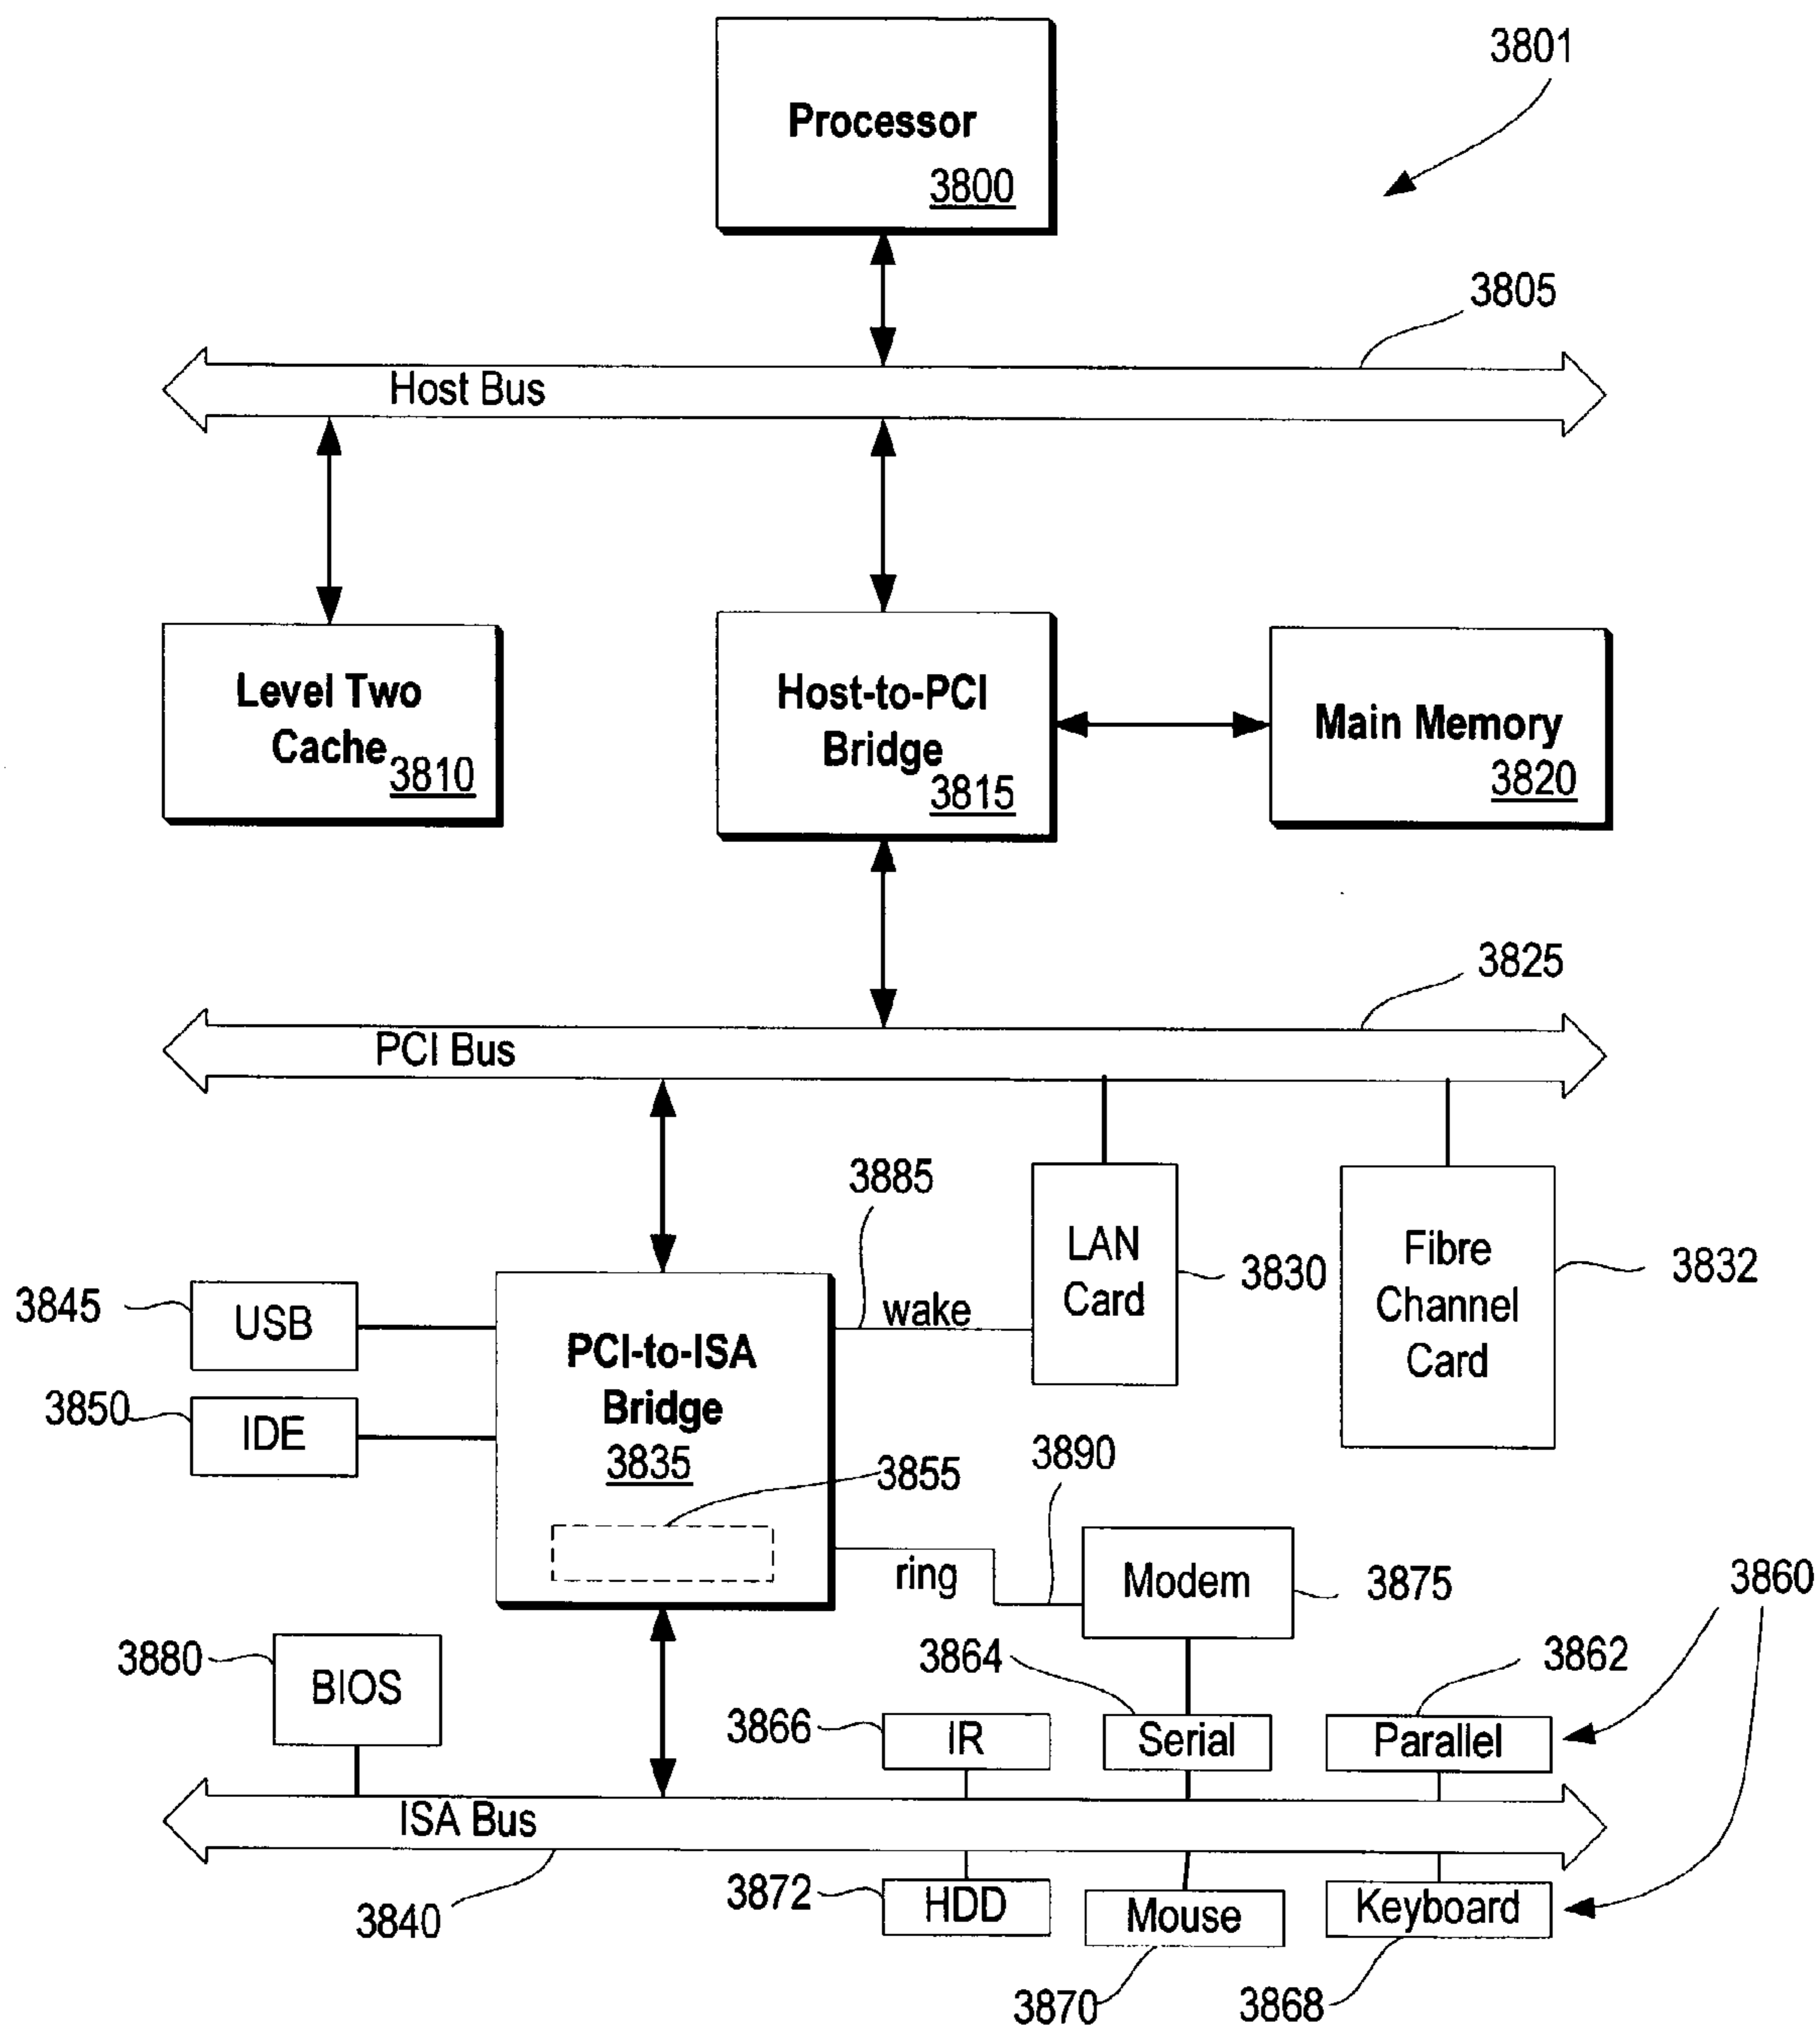 3801
Processor
3800
3805
Host Bus
Level Two
Cache
3810
Host-to-PCI
Bridge
3815
Main Memory
3820
3825
PCI Bus
3885
LAN
Card
3830
Fibre
Channel
Card
3832
wake
3845
USB
3850
IDE
PCI-to-ISA
Bridge
3835
3855
3890
ring
Modem
3875
3860
3880
BIOS
3864
3862
3866
IR
Serial
Parallel
ISA Bus
3840
3872
HDD
Mouse
Keyboard
3870
3868